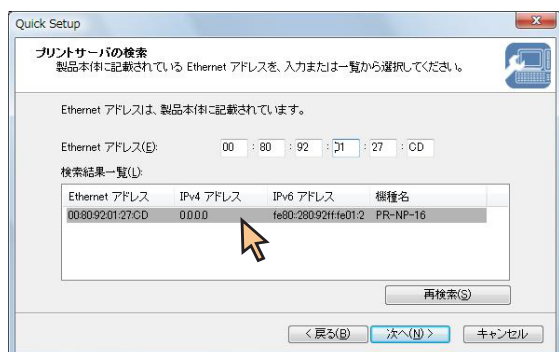 Quick Setup
プリントサーバの検索
製品本体に記載されている Ethernet アドレスを、入力または一覧から選択してください。
Ethernet アドレスは、製品本体に記載されています。
Ethernet アドレス(E): 00 : 80 : 92 : 01 : 27 : CD
検索結果一覧(L):
Ethernet アドレス IPv4 アドレス IPv6 アドレス 機種名
00:80:92:01:27:CD 0.0.0.0 fe80::280:92ff:fe01:2 PR-NP-16
再検索(S)
< 戻る(B) 次へ(N) > キャンセル